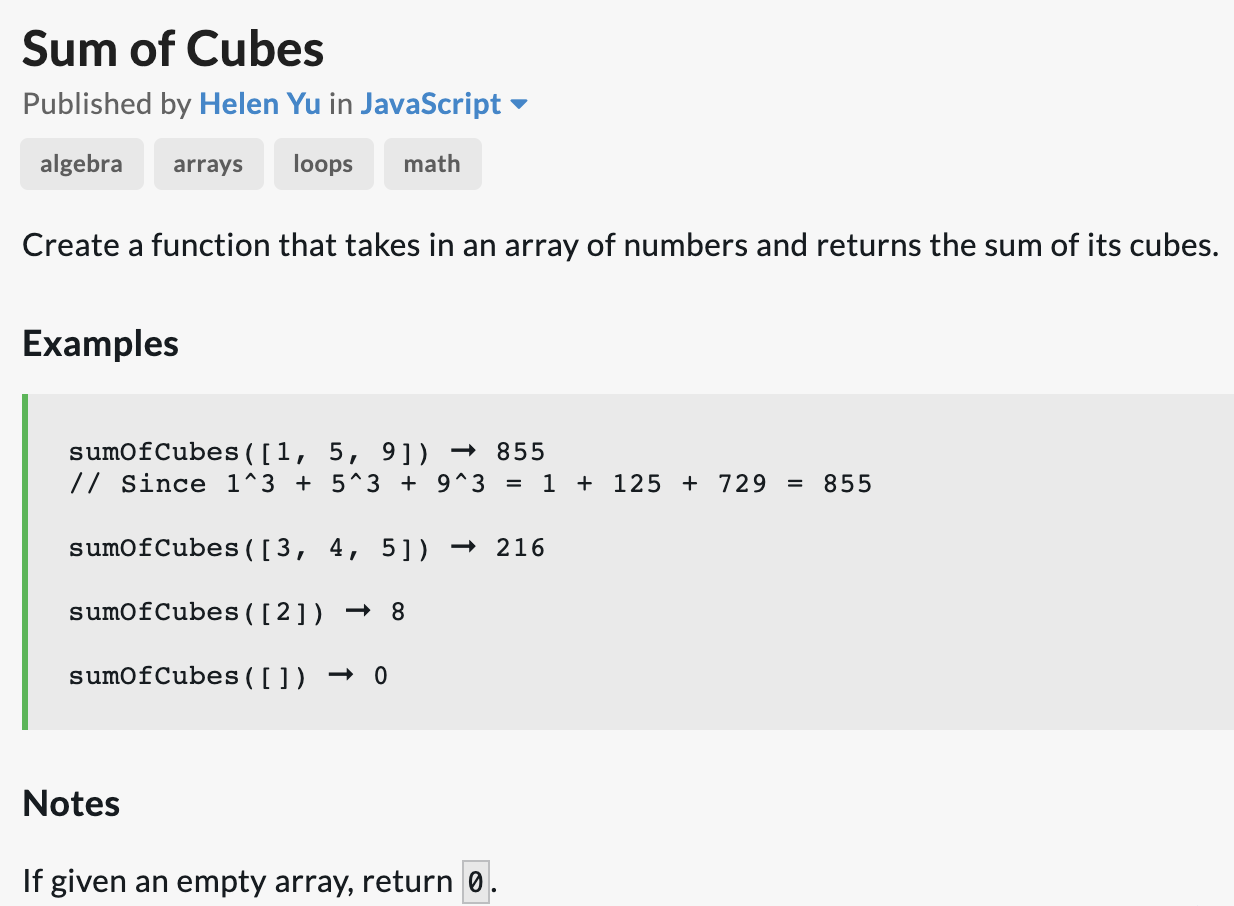 Sum of Cubes
Published by Helen Yu in JavaScript
algebra arrays loops math
Create a function that takes in an array of numbers and returns the sum of its cubes.
Examples
sumOfCubes([1, 5, 9]) ➞ 855
// Since 1^3 + 5^3 + 9^3 = 1 + 125 + 729 = 855
sumOfCubes([3, 4, 5]) ➞ 216
sumOfCubes([2]) ➞ 8
sumOfCubes([]) ➞ 0
Notes
If given an empty array, return 0.